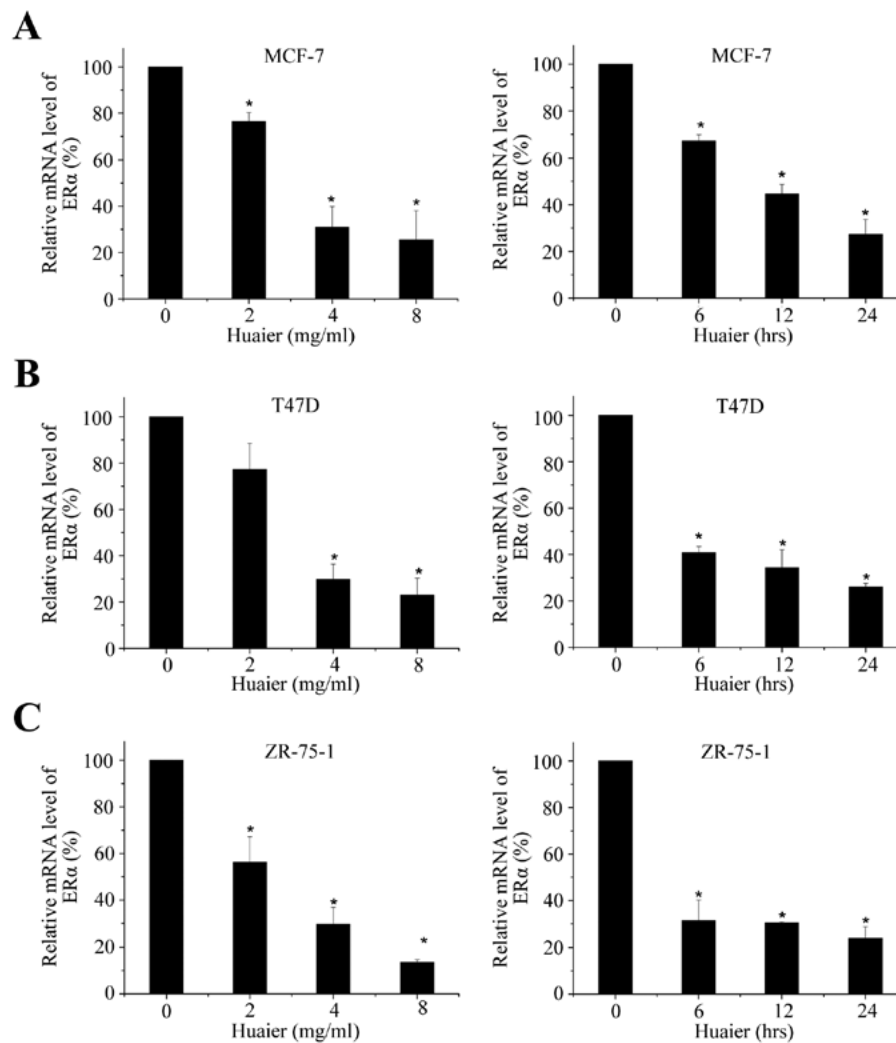 A
MCF-7
Relative mRNA level of
ERα (%)
100
80
60
40
20
0
*
*
*
0 2 4 8
Huaier (mg/ml)
MCF-7
Relative mRNA level of
ERα (%)
100
80
60
40
20
0
*
*
*
0 6 12 24
Huaier (hrs)
B
T47D
Relative mRNA level of
ERα (%)
100
80
60
40
20
0
*
*
0 2 4 8
Huaier (mg/ml)
T47D
Relative mRNA level of
ERα (%)
100
80
60
40
20
0
*
*
*
0 6 12 24
Huaier (hrs)
C
ZR-75-1
Relative mRNA level of
ERα (%)
100
80
60
40
20
0
*
*
*
0 2 4 8
Huaier (mg/ml)
ZR-75-1
Relative mRNA level of
ERα (%)
100
80
60
40
20
0
*
*
*
0 6 12 24
Huaier (hrs)